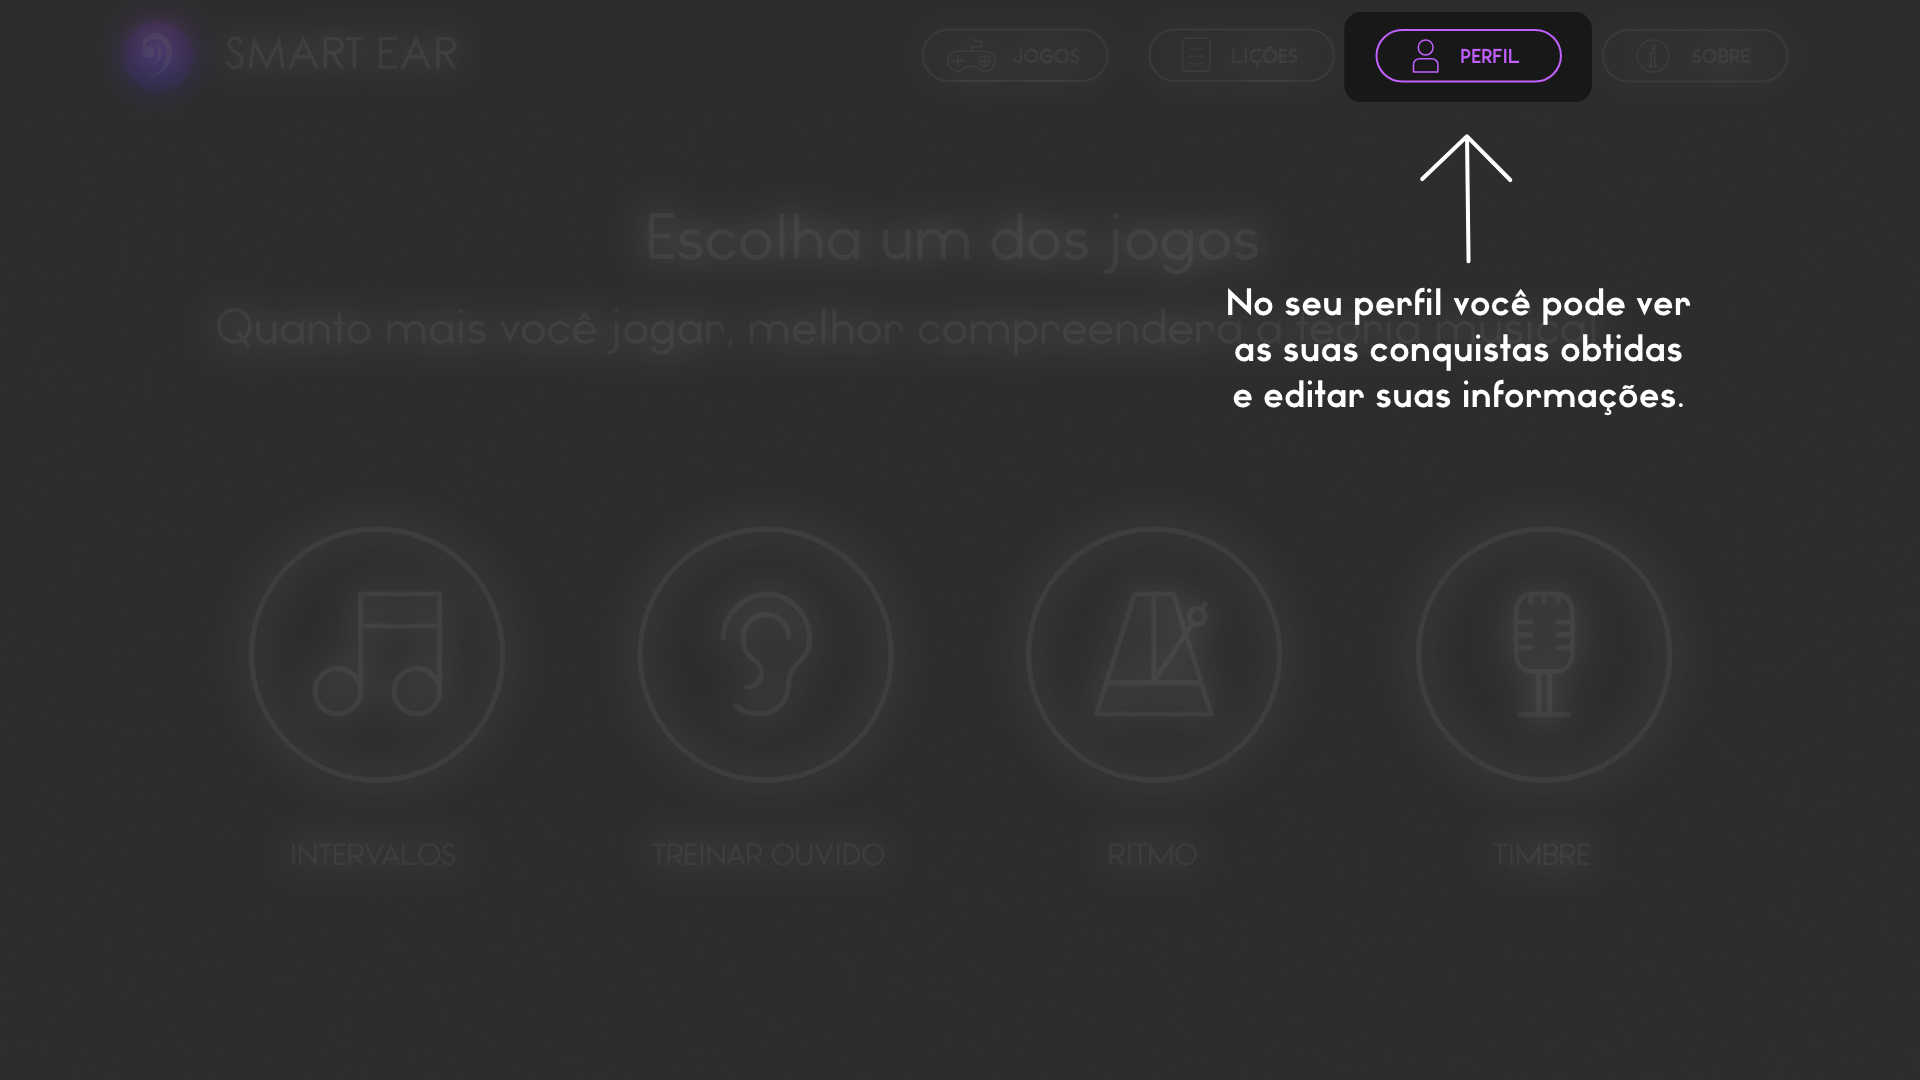 SMART EAR
JOGOS
LIÇÕES
PERFIL
SOBRE
Escolha um dos jogos
Quanto mais você jogar, melhor compreenderá a teoria musical
No seu perfil você pode ver
as suas conquistas obtidas
e editar suas informações.
INTERVALOS
TREINAR OUVIDO
RITMO
TIMBRE